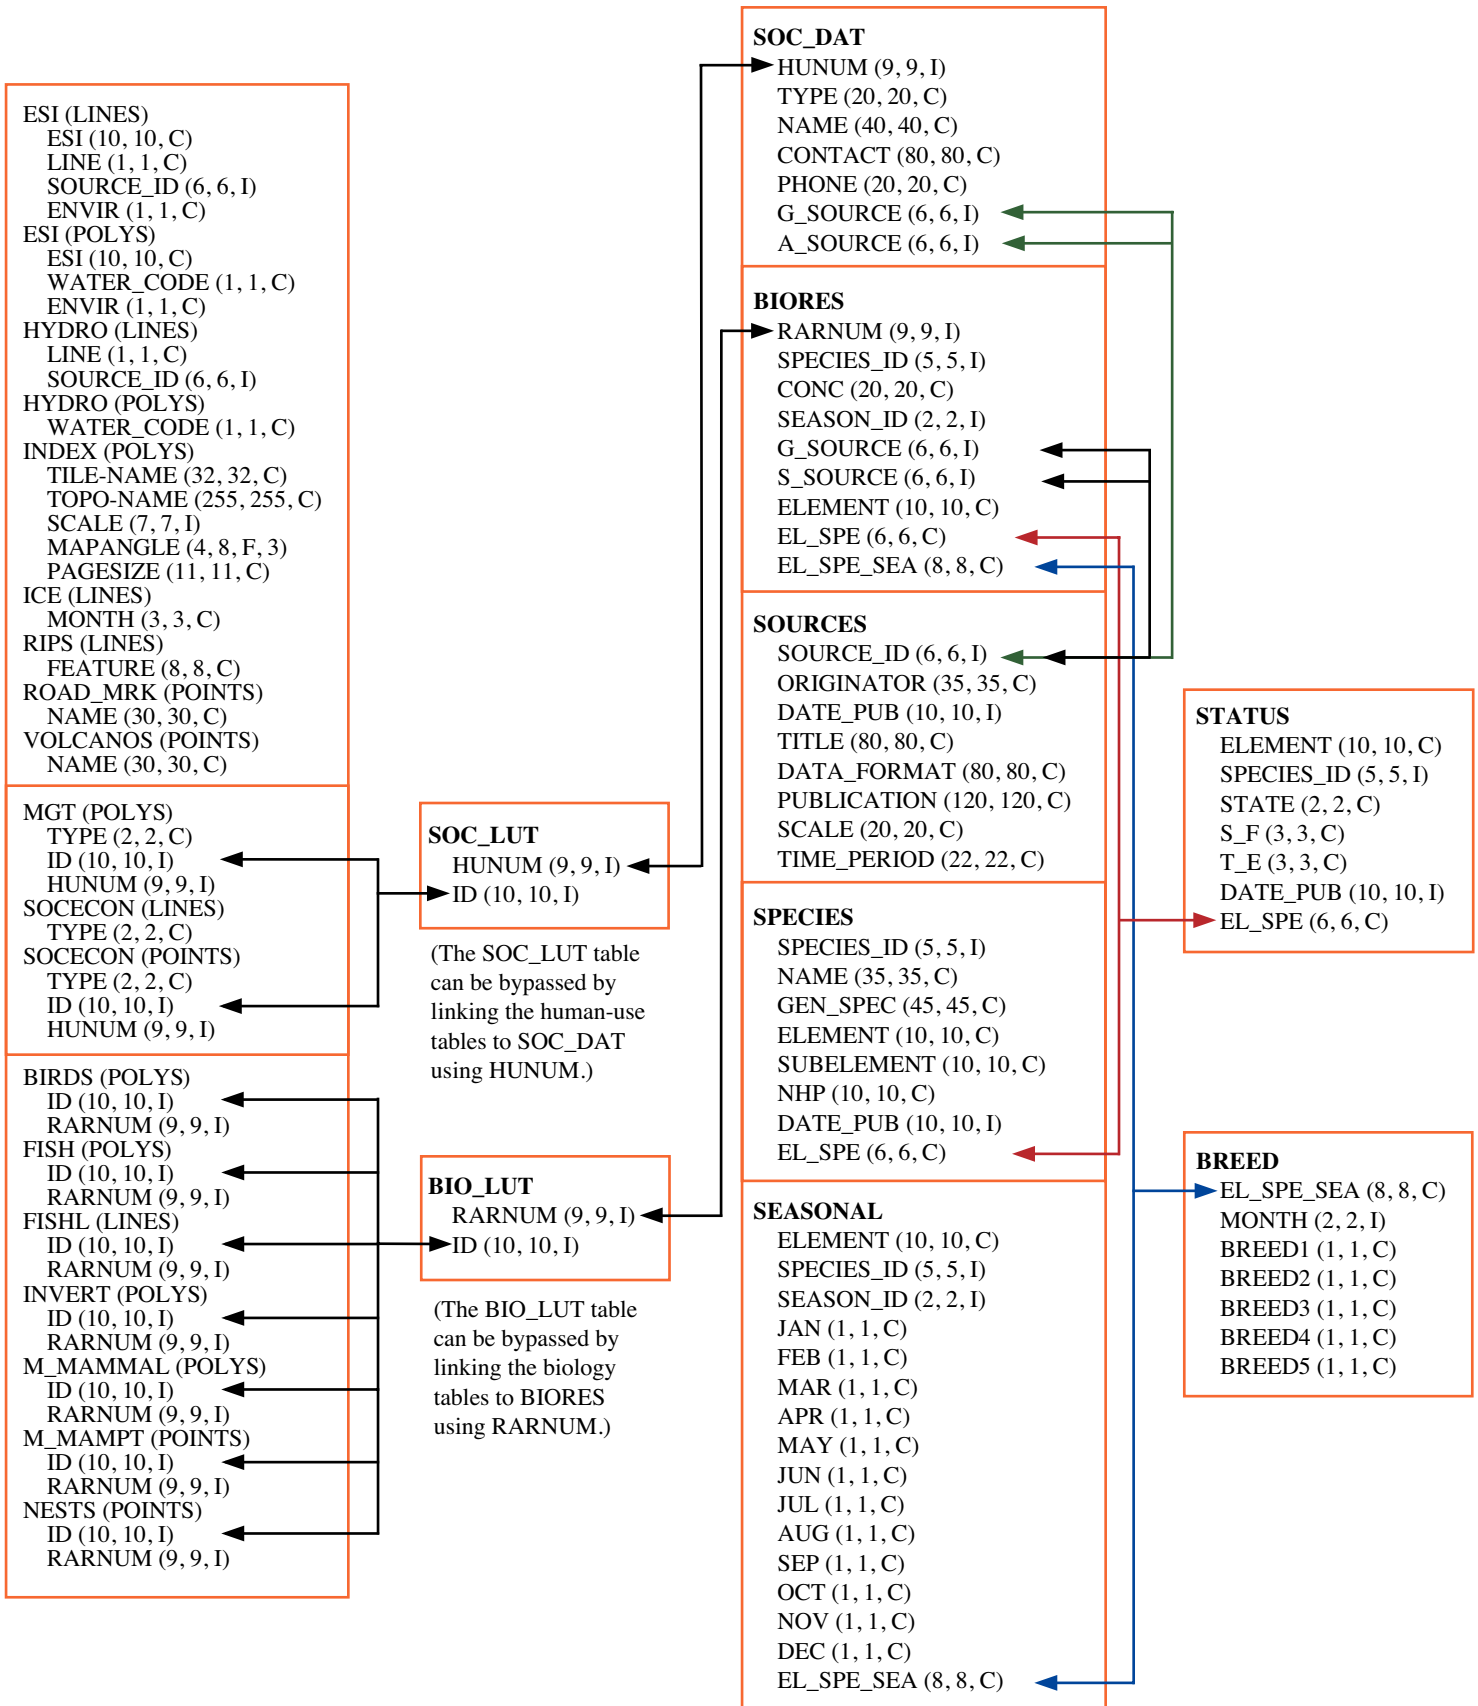 ESI (LINES)
ESI (10, 10, C)
LINE (1, 1, C)
SOURCE_ID (6, 6, I)
ENVIR (1, 1, C)
ESI (POLYS)
ESI (10, 10, C)
WATER_CODE (1, 1, C)
ENVIR (1, 1, C)
HYDRO (LINES)
LINE (1, 1, C)
SOURCE_ID (6, 6, I)
HYDRO (POLYS)
WATER_CODE (1, 1, C)
INDEX (POLYS)
TILE-NAME (32, 32, C)
TOPO-NAME (255, 255, C)
SCALE (7, 7, I)
MAPANGLE (4, 8, F, 3)
PAGESIZE (11, 11, C)
ICE (LINES)
MONTH (3, 3, C)
RIPS (LINES)
FEATURE (8, 8, C)
ROAD_MRK (POINTS)
NAME (30, 30, C)
VOLCANOS (POINTS)
NAME (30, 30, C)
MGT (POLYS)
TYPE (2, 2, C)
ID (10, 10, I)
HUNUM (9, 9, I)
SOCECON (LINES)
TYPE (2, 2, C)
SOCECON (POINTS)
TYPE (2, 2, C)
ID (10, 10, I)
HUNUM (9, 9, I)
BIRDS (POLYS)
ID (10, 10, I)
RARNUM (9, 9, I)
FISH (POLYS)
ID (10, 10, I)
RARNUM (9, 9, I)
FISHL (LINES)
ID (10, 10, I)
RARNUM (9, 9, I)
INVERT (POLYS)
ID (10, 10, I)
RARNUM (9, 9, I)
M_MAMMAL (POLYS)
ID (10, 10, I)
RARNUM (9, 9, I)
M_MAMPT (POINTS)
ID (10, 10, I)
RARNUM (9, 9, I)
NESTS (POINTS)
ID (10, 10, I)
RARNUM (9, 9, I)
SOC_LUT
HUNUM (9, 9, I)
ID (10, 10, I)
(The SOC_LUT table
can be bypassed by
linking the human-use
tables to SOC_DAT
using HUNUM.)
BIO_LUT
RARNUM (9, 9, I)
ID (10, 10, I)
(The BIO_LUT table
can be bypassed by
linking the biology
tables to BIORES
using RARNUM.)
SOC_DAT
HUNUM (9, 9, I)
TYPE (20, 20, C)
NAME (40, 40, C)
CONTACT (80, 80, C)
PHONE (20, 20, C)
G_SOURCE (6, 6, I)
A_SOURCE (6, 6, I)
BIORES
RARNUM (9, 9, I)
SPECIES_ID (5, 5, I)
CONC (20, 20, C)
SEASON_ID (2, 2, I)
G_SOURCE (6, 6, I)
S_SOURCE (6, 6, I)
ELEMENT (10, 10, C)
EL_SPE (6, 6, C)
EL_SPE_SEA (8, 8, C)
SOURCES
SOURCE_ID (6, 6, I)
ORIGINATOR (35, 35, C)
DATE_PUB (10, 10, I)
TITLE (80, 80, C)
DATA_FORMAT (80, 80, C)
PUBLICATION (120, 120, C)
SCALE (20, 20, C)
TIME_PERIOD (22, 22, C)
SPECIES
SPECIES_ID (5, 5, I)
NAME (35, 35, C)
GEN_SPEC (45, 45, C)
ELEMENT (10, 10, C)
SUBELEMENT (10, 10, C)
NHP (10, 10, C)
DATE_PUB (10, 10, I)
EL_SPE (6, 6, C)
SEASONAL
ELEMENT (10, 10, C)
SPECIES_ID (5, 5, I)
SEASON_ID (2, 2, I)
JAN (1, 1, C)
FEB (1, 1, C)
MAR (1, 1, C)
APR (1, 1, C)
MAY (1, 1, C)
JUN (1, 1, C)
JUL (1, 1, C)
AUG (1, 1, C)
SEP (1, 1, C)
OCT (1, 1, C)
NOV (1, 1, C)
DEC (1, 1, C)
EL_SPE_SEA (8, 8, C)
STATUS
ELEMENT (10, 10, C)
SPECIES_ID (5, 5, I)
STATE (2, 2, C)
S_F (3, 3, C)
T_E (3, 3, C)
DATE_PUB (10, 10, I)
EL_SPE (6, 6, C)
BREED
EL_SPE_SEA (8, 8, C)
MONTH (2, 2, I)
BREED1 (1, 1, C)
BREED2 (1, 1, C)
BREED3 (1, 1, C)
BREED4 (1, 1, C)
BREED5 (1, 1, C)